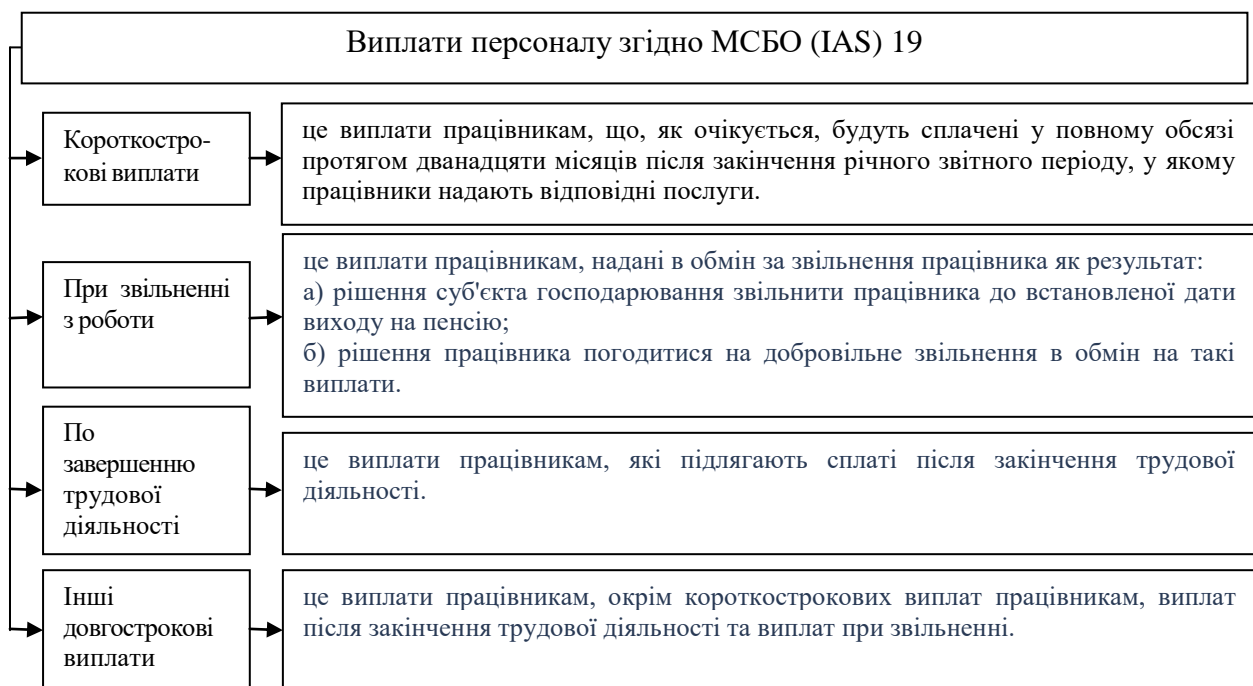 Виплати персоналу згідно МСБО (IAS) 19
Короткостро-
кові виплати
це виплати працівникам, що, як очікується, будуть сплачені у повному обсязі
протягом дванадцяти місяців після закінчення річного звітного періоду, у якому
працівники надають відповідні послуги.
При звільненні
з роботи
це виплати працівникам, надані в обмін за звільнення працівника як результат:
а) рішення суб'єкта господарювання звільнити працівника до встановленої дати
виходу на пенсію;
б) рішення працівника погодитися на добровільне звільнення в обмін на такі
виплати.
По
завершенню
трудової
діяльності
це виплати працівникам, які підлягають сплаті після закінчення трудової
діяльності.
Інші
довгострокові
виплати
це виплати працівникам, окрім короткострокових виплат працівникам, виплат
після закінчення трудової діяльності та виплат при звільненні.